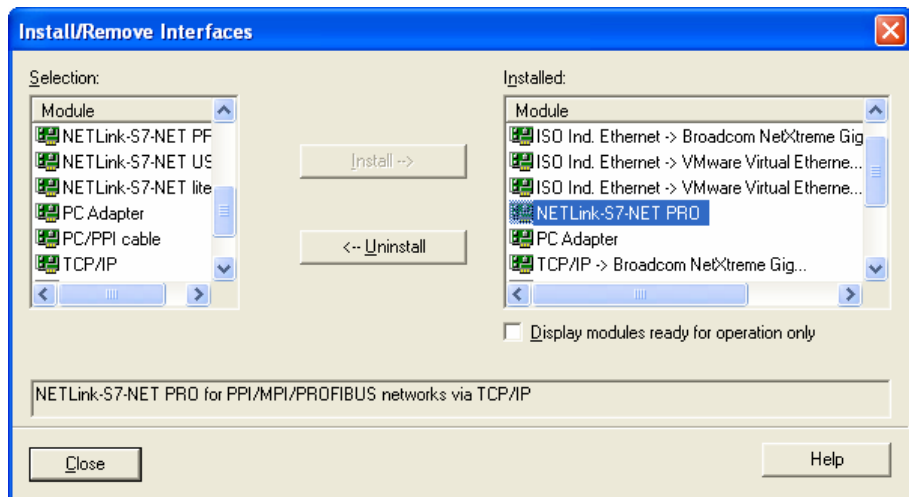 Install/Remove Interfaces
Selection:
Installed:
Module
NETLink-S7-NET PF
NETLink-S7-NET US
NETLink-S7-NET lite
PC Adapter
PC/PPI cable
TCP/IP
Install -->
<-- Uninstall
Module
ISO Ind. Ethernet -> Broadcom NetXtreme Gig
ISO Ind. Ethernet -> VMware Virtual Etherne...
ISO Ind. Ethernet -> VMware Virtual Etherne...
NETLink-S7-NET PRO
PC Adapter
TCP/IP -> Broadcom NetXtreme Gig...
Display modules ready for operation only
NETLink-S7-NET PRO for PPI/MPI/PROFIBUS networks via TCP/IP
Close
Help